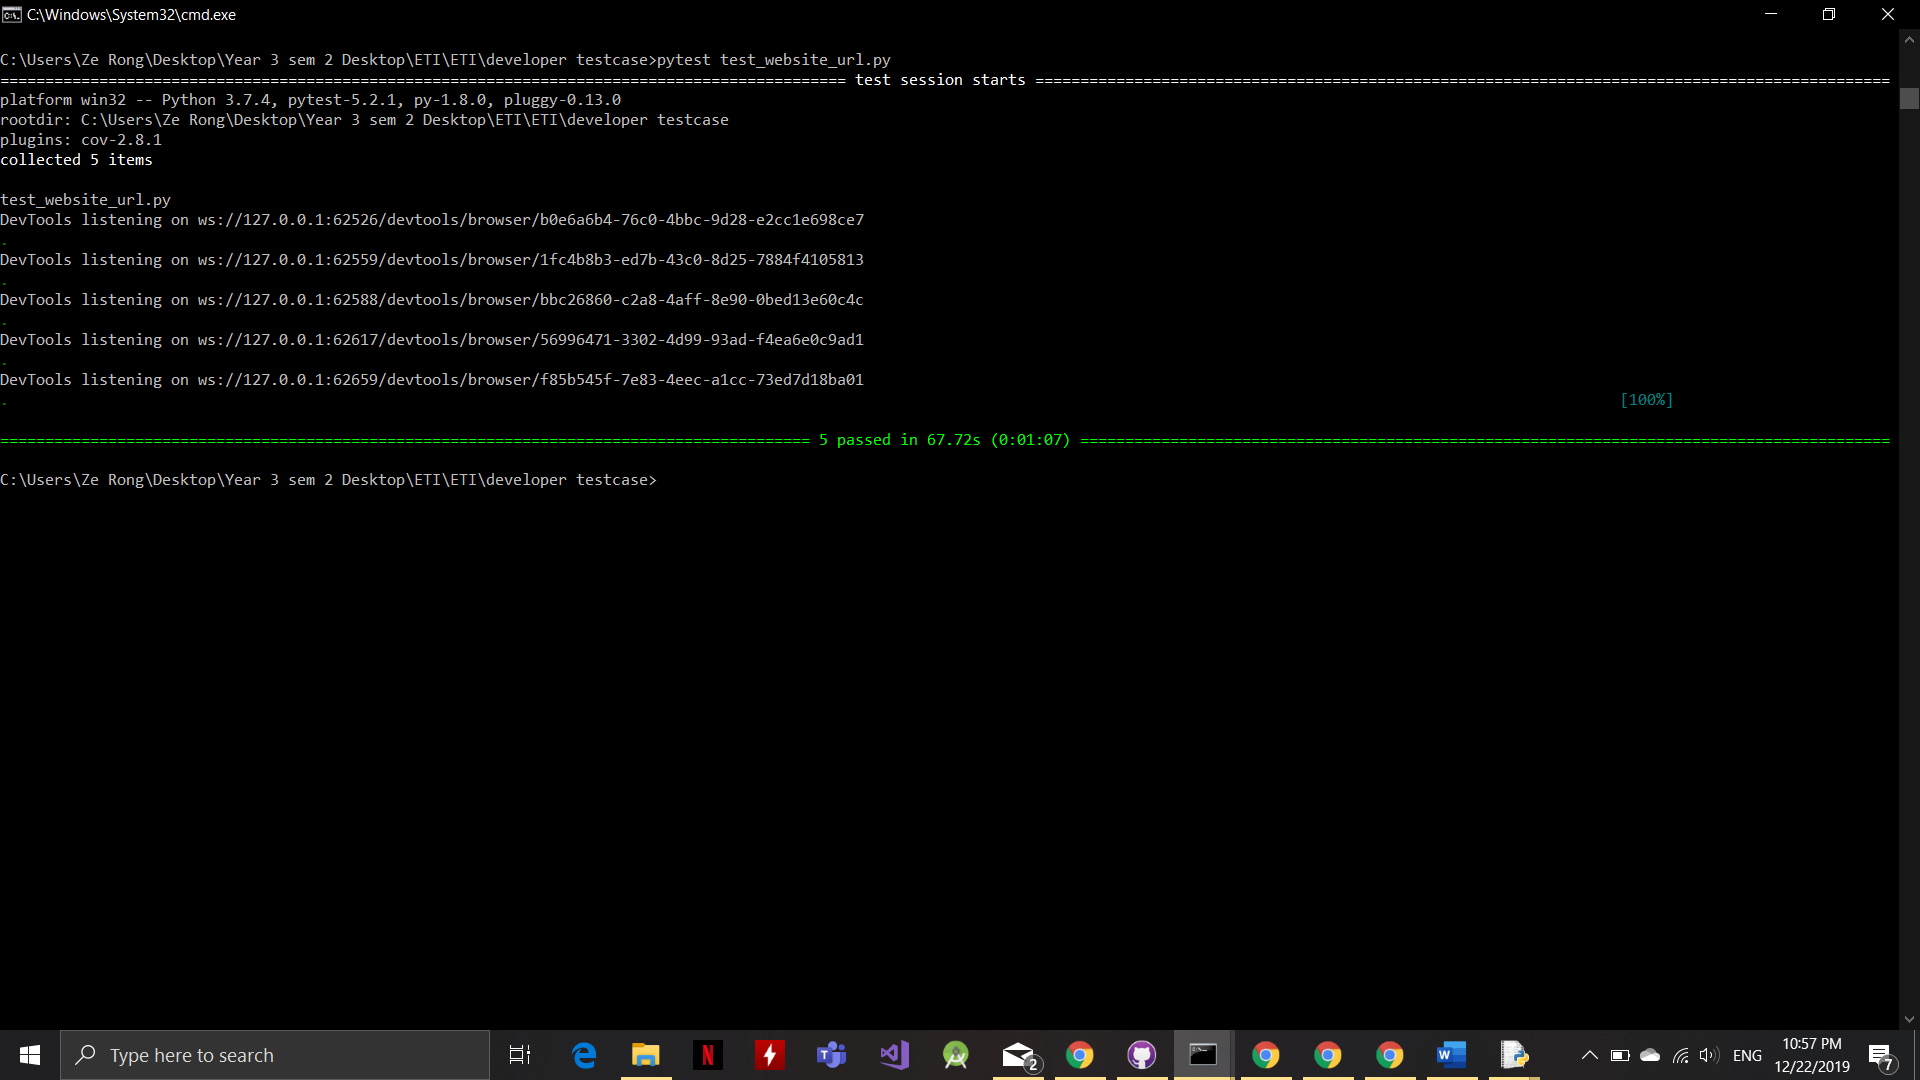 C:\Windows\System32\cmd.exe
C:\Users\Ze Rong\Desktop\Year 3 sem 2 Desktop\ETI\ETI\developer testcase>pytest test_website_url.py
============================================================================================== test session starts ===============================================================================================
platform win32 -- Python 3.7.4, pytest-5.2.1, py-1.8.0, pluggy-0.13.0
rootdir: C:\Users\Ze Rong\Desktop\Year 3 sem 2 Desktop\ETI\ETI\developer testcase
plugins: cov-2.8.1
collected 5 items
test_website_url.py
DevTools listening on ws://127.0.0.1:62526/devtools/browser/b0e6a6b4-76c0-4bbc-9d28-e2cc1e698ce7
.
DevTools listening on ws://127.0.0.1:62559/devtools/browser/1fc4b8b3-ed7b-43c0-8d25-7884f4105813
.
DevTools listening on ws://127.0.0.1:62588/devtools/browser/bbc26860-c2a8-4aff-8e90-0bed13e60c4c
.
DevTools listening on ws://127.0.0.1:62617/devtools/browser/56996471-3302-4d99-93ad-f4ea6e0c9ad1
.
DevTools listening on ws://127.0.0.1:62659/devtools/browser/f85b545f-7e83-4eec-a1cc-73ed7d18ba01
. [100%]
========================================================================================== 5 passed in 67.72s (0:01:07) ==========================================================================================
C:\Users\Ze Rong\Desktop\Year 3 sem 2 Desktop\ETI\ETI\developer testcase>
Type here to search
2
ENG
10:57 PM
12/22/2019
7